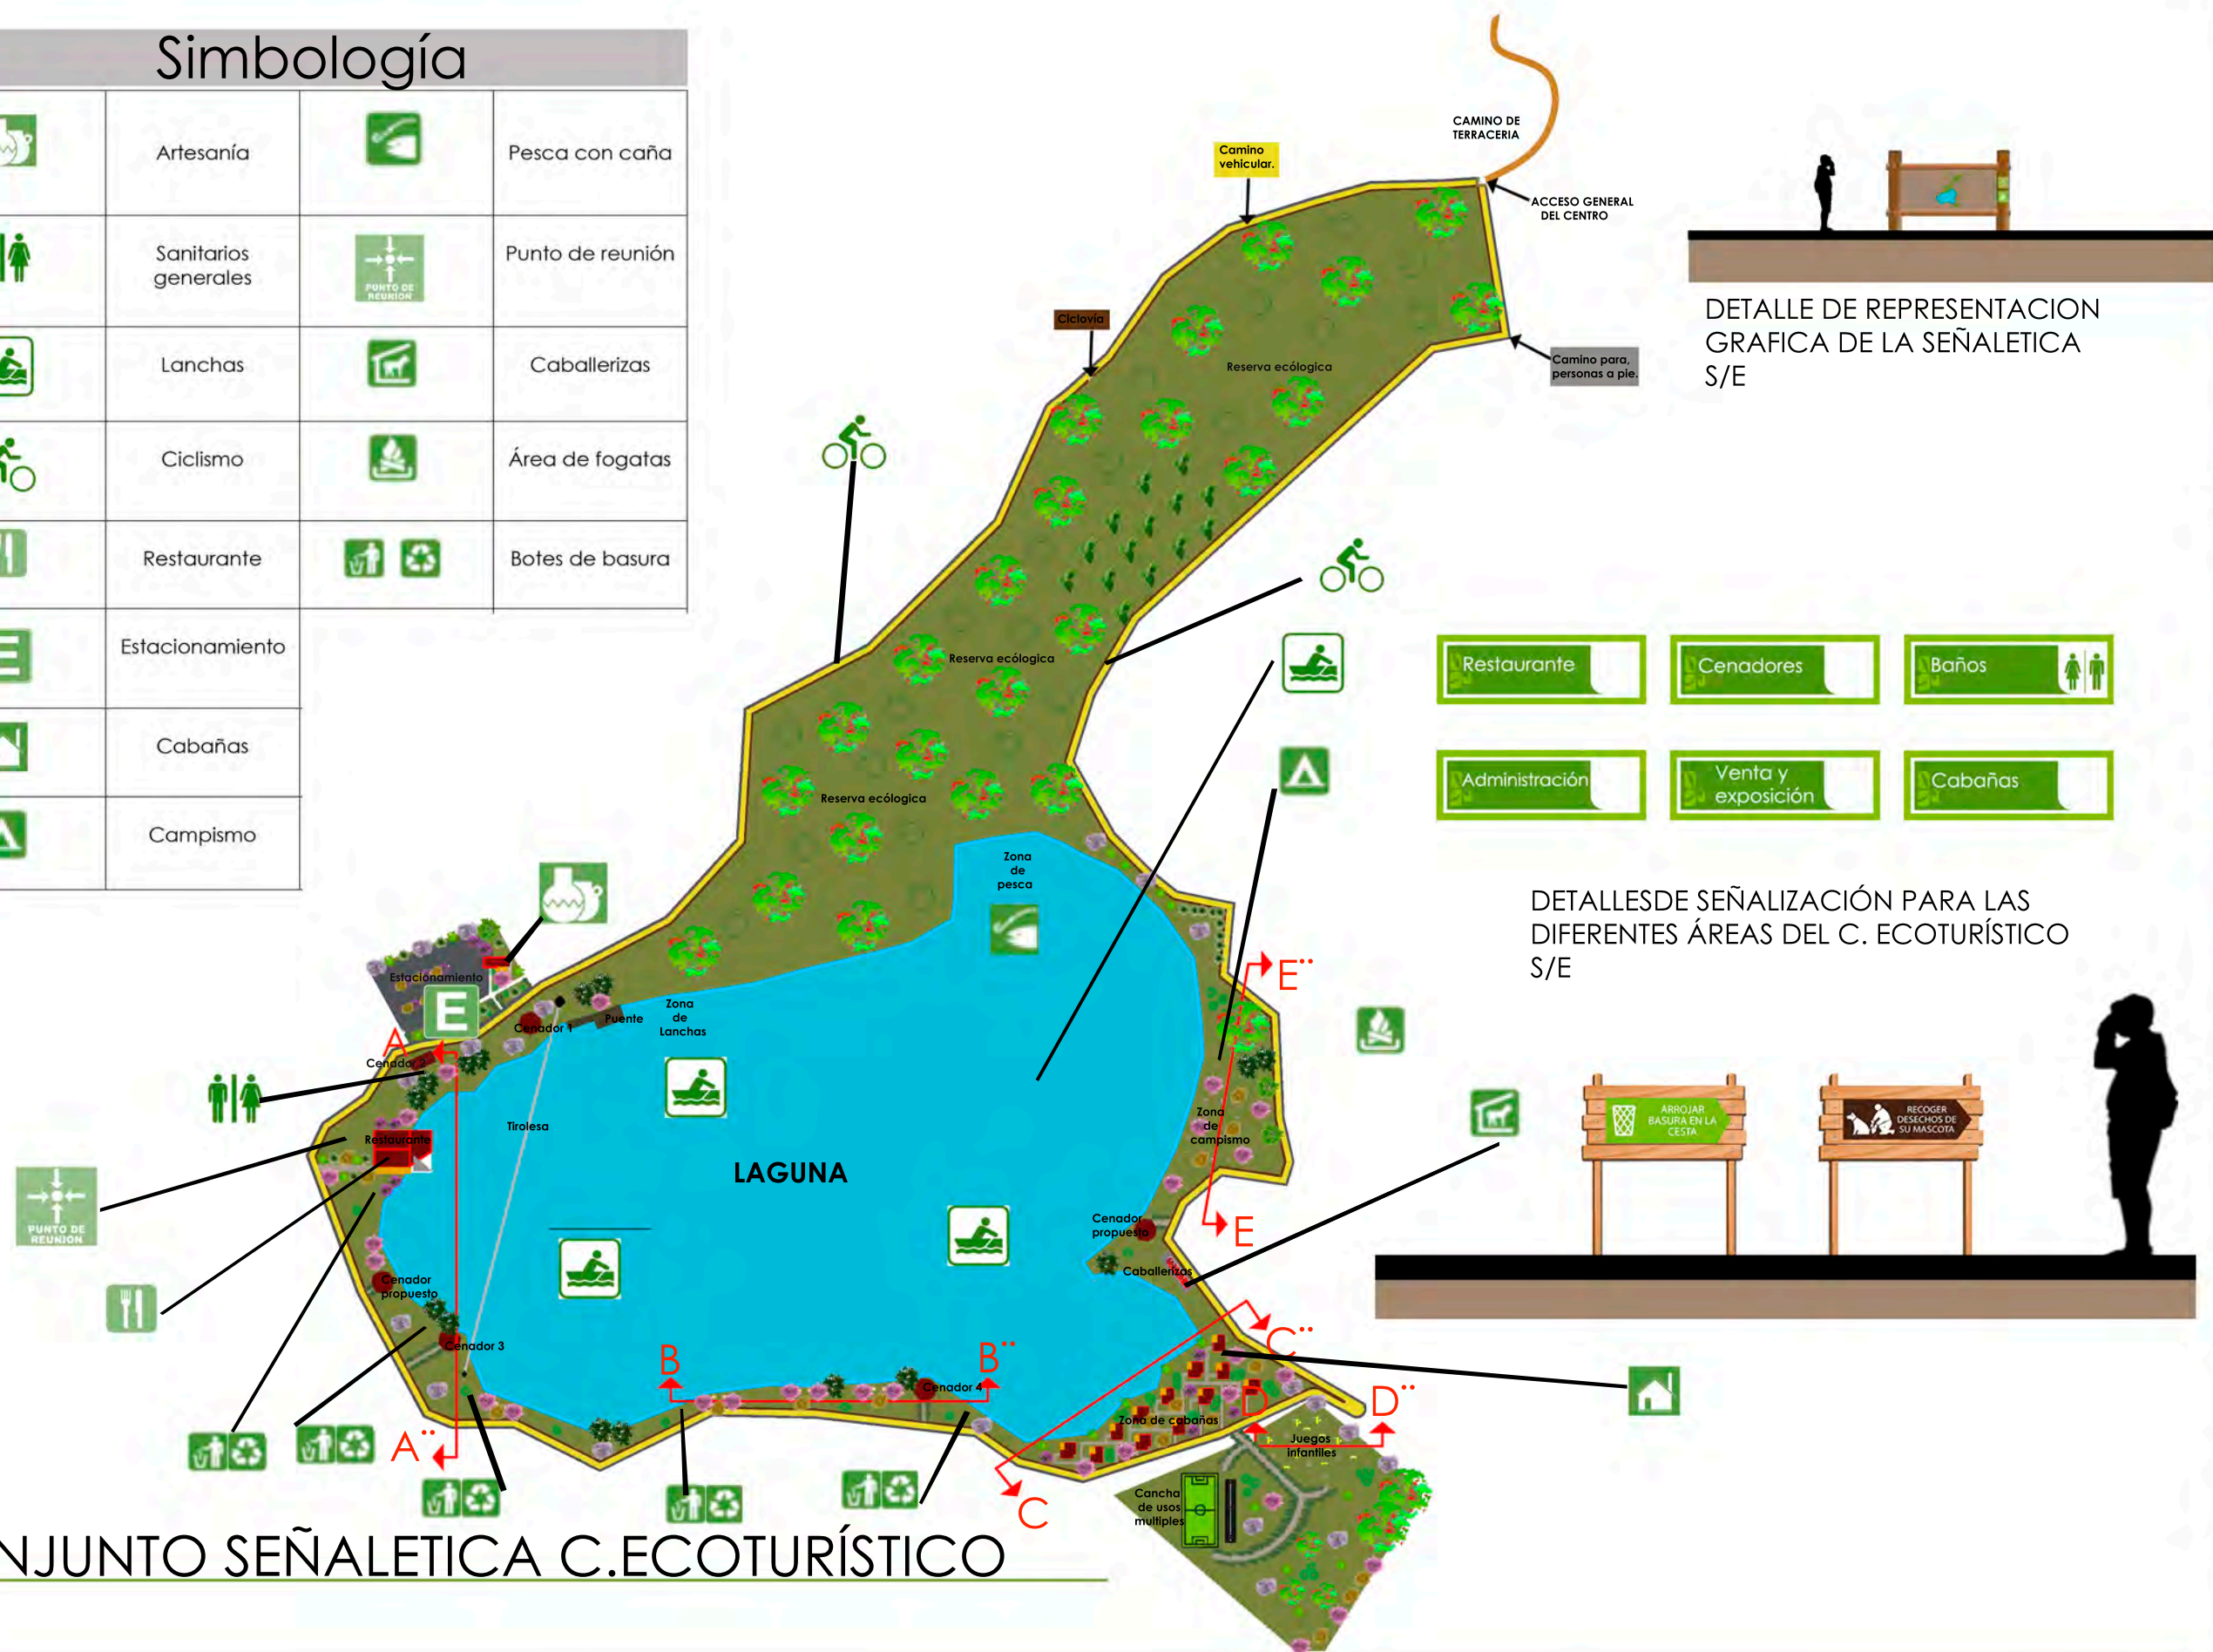 Simbología
Artesanía
Pesca con caña
Sanitarios
generales
PUNTO DE
REUNION
Punto de reunión
Lanchas
Caballerizas
Ciclismo
Área de fogatas
Restaurante
Botes de basura
E
Estacionamiento
Cabañas
Campismo
CAMINO DE
TERRACERIA
Camino
vehicular.
ACCESO GENERAL
DEL CENTRO
Ciclovía
Camino para,
personas a pie.
Reserva ecólogica
Reserva ecólogica
Reserva ecólogica
DETALLE DE REPRESENTACION
GRAFICA DE LA SEÑALETICA
S/E
Restaurante
Cenadores
Baños
Administración
Venta y
exposición
Cabañas
DETALLESDE SEÑALIZACIÓN PARA LAS
DIFERENTES ÁREAS DEL C. ECOTURÍSTICO
S/E
ARROJAR
BASURA EN LA
CESTA
RECOGER
DESECHOS DE
SU MASCOTA
Zona
de
pesca
Estacionamiento
E
Cenador 1
Puente
Zona
de
Lanchas
A
Cenador 2
Restaurante
Tirolesa
LAGUNA
E¨
Zona
de
campismo
E
PUNTO DE
REUNION
Cenador
propuesto
Cenador
propuesto
Caballerizas
Cenador 3
B
B¨
Cenador 4
C¨
D
D¨
Zona de cabañas
Juegos
infantiles
A¨
C
Cancha
de usos
multiples
NJUNTO SEÑALETICA C.ECOTURÍSTICO